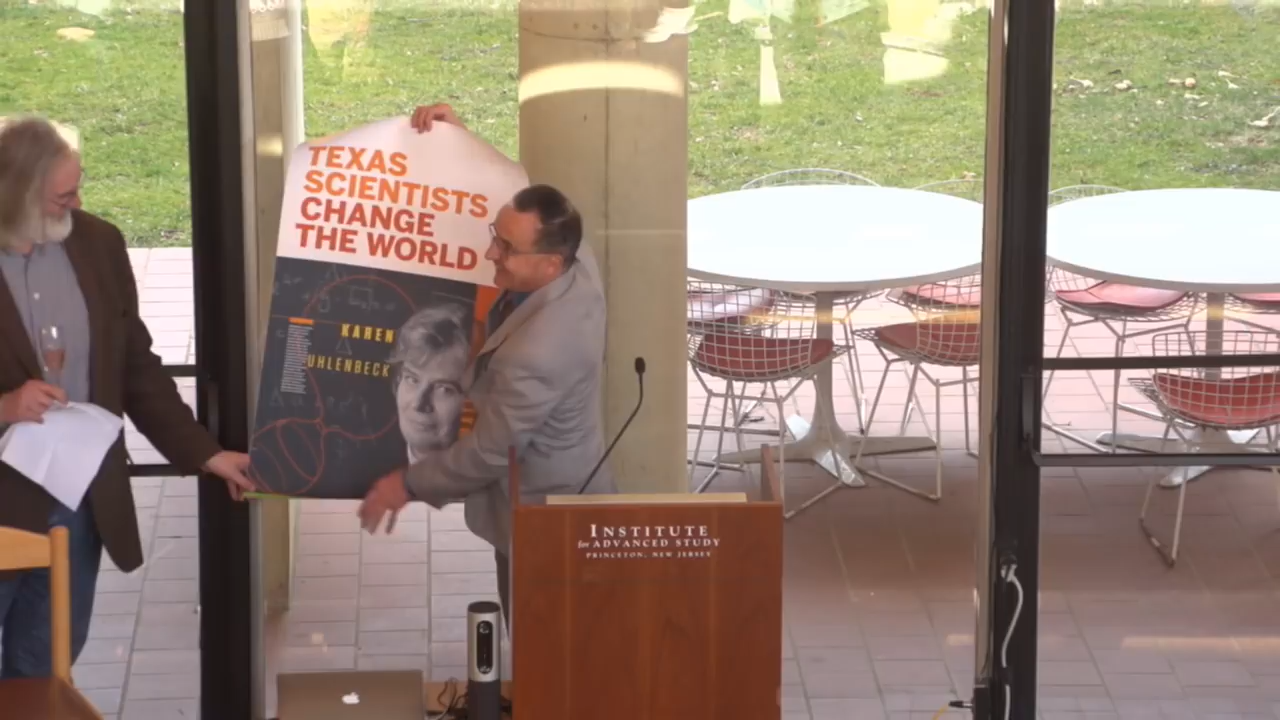 TEXAS
SCIENTISTS
CHANGE
THE WORLD
KAREN
UHLENBECK
INSTITUTE
for ADVANCED STUDY
PRINCETON, NEW JERSEY